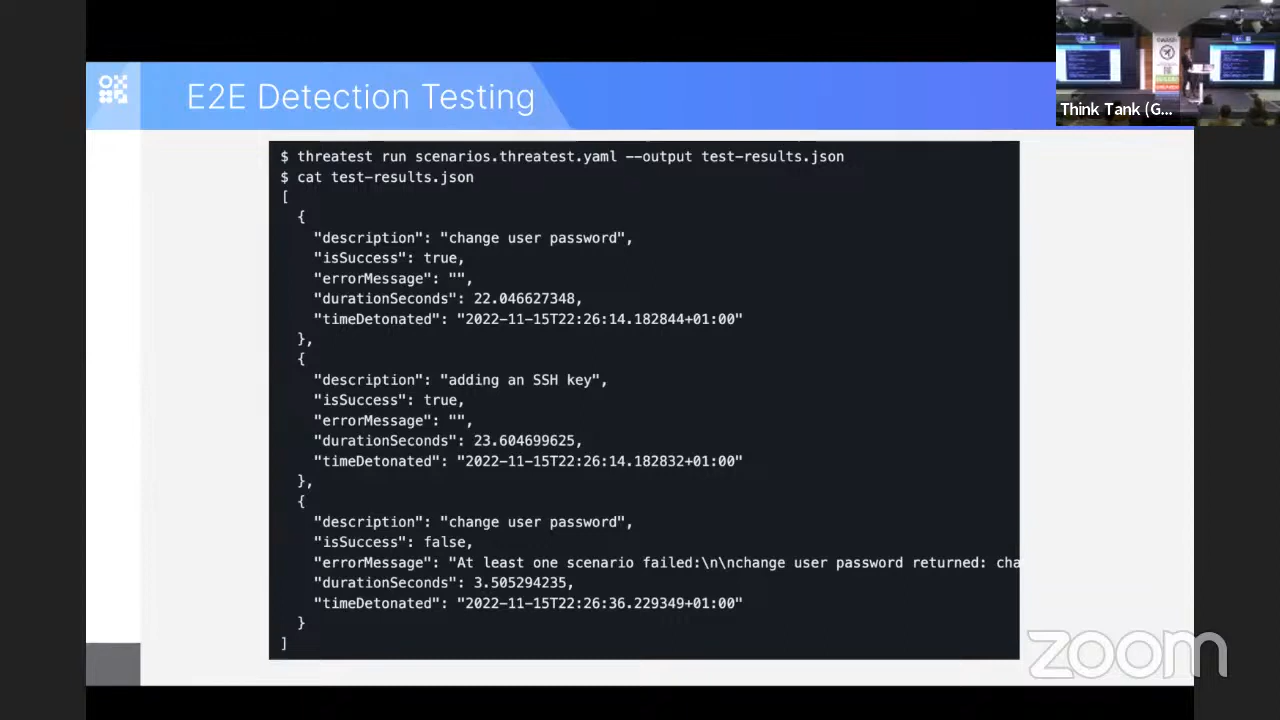 E2E Detection Testing
Think Tank (G...
$ threatest run scenarios.threatest.yaml --output test-results.json
$ cat test-results.json
[
{
"description": "change user password",
"isSuccess": true,
"errorMessage": "",
"durationSeconds": 22.046627348,
"timeDetonated": "2022-11-15T22:26:14.182844+01:00"
},
{
"description": "adding an SSH key",
"isSuccess": true,
"errorMessage": "",
"durationSeconds": 23.604699625,
"timeDetonated": "2022-11-15T22:26:14.182832+01:00"
},
{
"description": "change user password",
"isSuccess": false,
"errorMessage": "At least one scenario failed:\n\nchange user password returned: cha
"durationSeconds": 3.505294235,
"timeDetonated": "2022-11-15T22:26:36.229349+01:00"
}
]
zoom